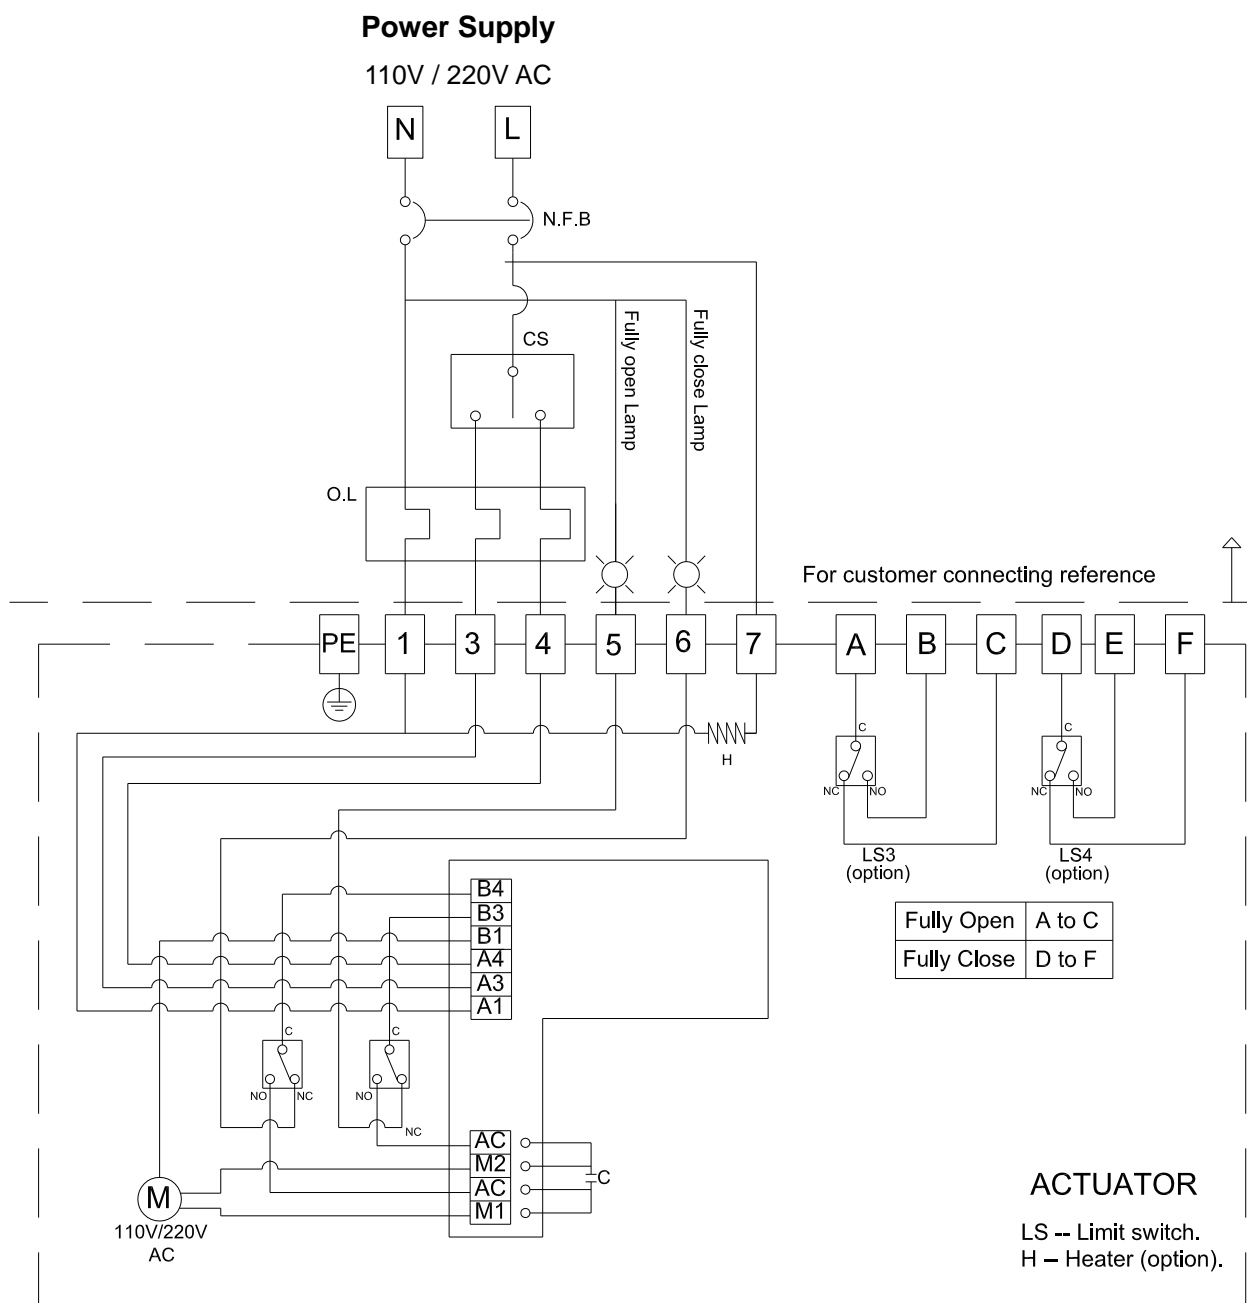 Power Supply
110V / 220V AC
N
L
N.F.B
CS
Fully open Lamp
Fully close Lamp
O.L
For customer connecting reference
PE
1
3
4
5
6
7
A
B
C
D
E
F
H
C
NC
NO
LS3
(option)
C
NC
NO
LS4
(option)
Fully Open A to C
Fully Close D to F
B4
B3
B1
A4
A3
A1
C
NO
NC
C
NO
NC
AC
M2
AC
M1
C
M
110V/220V
AC
ACTUATOR
LS -- Limit switch.
H – Heater (option).